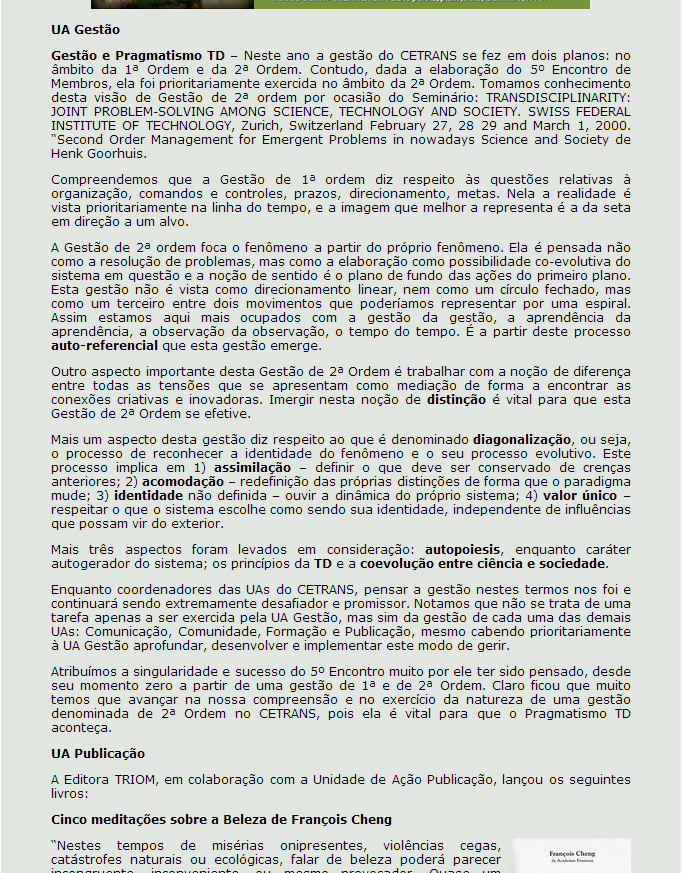 UA Gestão
Gestão e Pragmatismo TD – Neste ano a gestão do CETRANS se fez em dois planos: no
âmbito da 1ª Ordem e da 2ª Ordem. Contudo, dada a elaboração do 5º Encontro de
Membros, ela foi prioritariamente exercida no âmbito da 2ª Ordem. Tomamos conhecimento
desta visão de Gestão de 2ª ordem por ocasião do Seminário: TRANSDISCIPLINARITY:
JOINT PROBLEM-SOLVING AMONG SCIENCE, TECHNOLOGY AND SOCIETY. SWISS FEDERAL
INSTITUTE OF TECHNOLOGY, Zurich, Switzerland February 27, 28 29 and March 1, 2000.
“Second Order Management for Emergent Problems in nowadays Science and Society de
Henk Goorhuis.
Compreendemos que a Gestão de 1ª ordem diz respeito às questões relativas à
organização, comandos e controles, prazos, direcionamento, metas. Nela a realidade é
vista prioritariamente na linha do tempo, e a imagem que melhor a representa é a da seta
em direção a um alvo.
A Gestão de 2ª ordem foca o fenômeno a partir do próprio fenômeno. Ela é pensada não
como a resolução de problemas, mas como a elaboração como possibilidade co-evolutiva do
sistema em questão e a noção de sentido é o plano de fundo das ações do primeiro plano.
Esta gestão não é vista como direcionamento linear, nem como um círculo fechado, mas
como um terceiro entre dois movimentos que poderíamos representar por uma espiral.
Assim estamos aqui mais ocupados com a gestão da gestão, a aprendência da
aprendência, a observação da observação, o tempo do tempo. É a partir deste processo
auto-referencial que esta gestão emerge.
Outro aspecto importante desta Gestão de 2ª Ordem é trabalhar com a noção de diferença
entre todas as tensões que se apresentam como mediação de forma a encontrar as
conexões criativas e inovadoras. Imergir nesta noção de distinção é vital para que esta
Gestão de 2ª Ordem se efetive.
Mais um aspecto desta gestão diz respeito ao que é denominado diagonalização, ou seja,
o processo de reconhecer a identidade do fenômeno e o seu processo evolutivo. Este
processo implica em 1) assimilação – definir o que deve ser conservado de crenças
anteriores; 2) acomodação – redefinição das próprias distinções de forma que o paradigma
mude; 3) identidade não definida – ouvir a dinâmica do próprio sistema; 4) valor único –
respeitar o que o sistema escolhe como sendo sua identidade, independente de influências
que possam vir do exterior.
Mais três aspectos foram levados em consideração: autopoiesis, enquanto caráter
autogerador do sistema; os princípios da TD e a coevolução entre ciência e sociedade.
Enquanto coordenadores das UAs do CETRANS, pensar a gestão nestes termos nos foi e
continuará sendo extremamente desafiador e promissor. Notamos que não se trata de uma
tarefa apenas a ser exercida pela UA Gestão, mas sim da gestão de cada uma das demais
UAs: Comunicação, Comunidade, Formação e Publicação, mesmo cabendo prioritariamente
à UA Gestão aprofundar, desenvolver e implementar este modo de gerir.
Atribuímos a singularidade e sucesso do 5º Encontro muito por ele ter sido pensado, desde
seu momento zero a partir de uma gestão de 1ª e de 2ª Ordem. Claro ficou que muito
temos que avançar na nossa compreensão e no exercício da natureza de uma gestão
denominada de 2ª Ordem no CETRANS, pois ela é vital para que o Pragmatismo TD
aconteça.
UA Publicação
A Editora TRIOM, em colaboração com a Unidade de Ação Publicação, lançou os seguintes
livros:
Cinco meditações sobre a Beleza de François Cheng
“Nestes tempos de misérias onipresentes, violências cegas,
catástrofes naturais ou ecológicas, falar de beleza poderá parecer
incongruente, inconveniente ou mesmo provocador. Quase um
François Cheng
da Academia Francesa